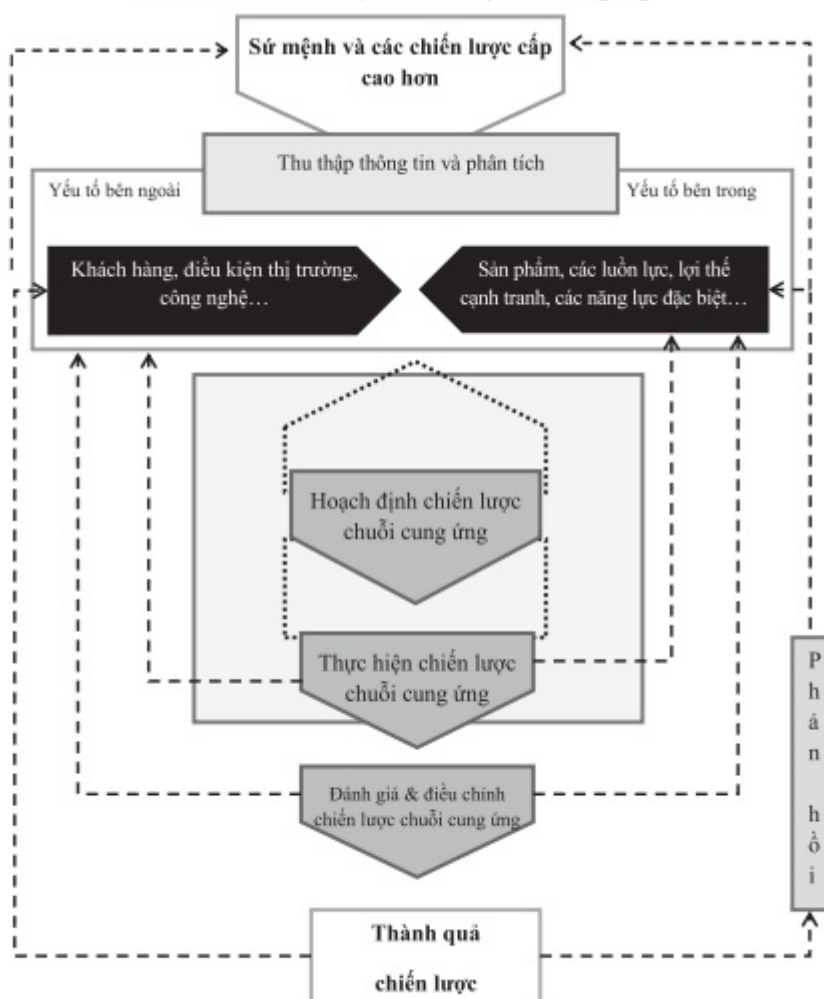 Sứ mệnh và các chiến lược cấp
cao hơn
Thu thập thông tin và phân tích
Yếu tố bên ngoài
Yếu tố bên trong
Khách hàng, điều kiện thị trường,
công nghệ…
Sản phẩm, các luồn lực, lợi thế
cạnh tranh, các năng lực đặc biệt…
Hoạch định chiến lược
chuỗi cung ứng
Thực hiện chiến lược
chuỗi cung ứng
Đánh giá & điều chỉnh
chiến lược chuỗi cung ứng
P
h
ả
n
h
ồ
i
Thành quả
chiến lược